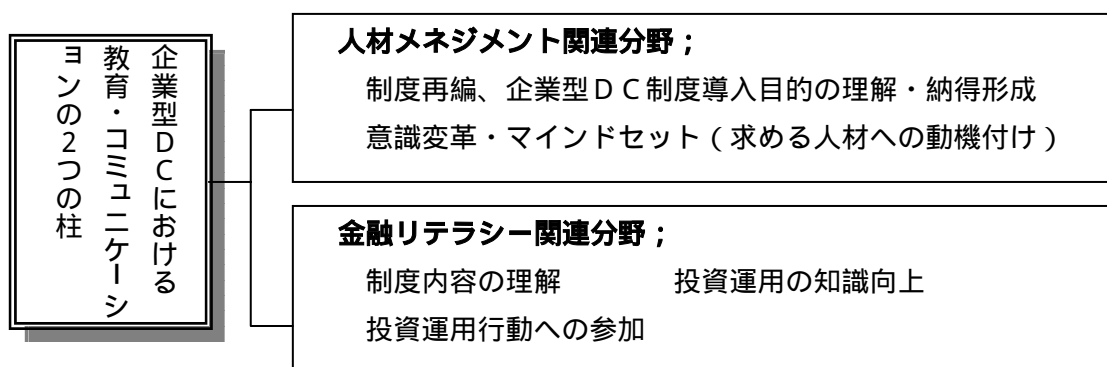 企業型ＤＣにおける
教育・コミュニケーシ
ョンの２つの柱
人材メネジメント関連分野；
制度再編、企業型ＤＣ制度導入目的の理解・納得形成
意識変革・マインドセット（求める人材への動機付け）
金融リテラシー関連分野；
制度内容の理解　　　　投資運用の知識向上
投資運用行動への参加